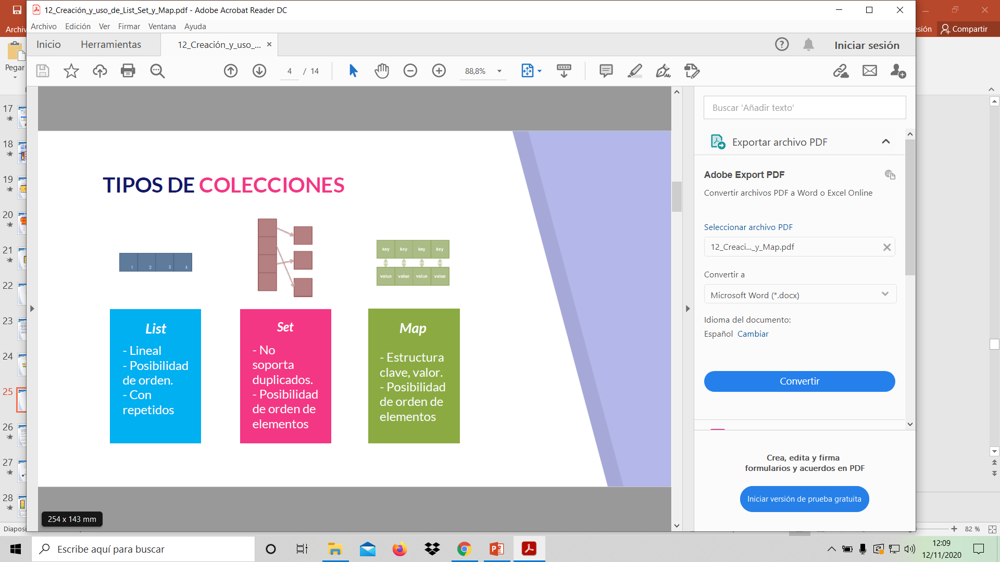 12_Creación_y_uso_de_List_Set_y_Map.pdf - Adobe Acrobat Reader DC
Archivo Edición Ver Firmar Ventana Ayuda
esión
Compartir
Archiv
Inicio Herramientas 12_Creación_y_uso_... ×
Iniciar sesión
Pegar
4 / 14
88,8%
17
18
19
20
21
22
23
24
25
26
27
28
TIPOS DE COLECCIONES
1 2 3 4
key key key key
value value value value
List
- Lineal
- Posibilidad
de orden.
- Con
repetidos
Set
- No
soporta
duplicados.
- Posibilidad
de orden de
elementos
Map
- Estructura
clave, valor.
- Posibilidad
de orden de
elementos
254 x 143 mm
Buscar 'Añadir texto'
Exportar archivo PDF
Adobe Export PDF
Convertir archivos PDF a Word o Excel Online
Seleccionar archivo PDF
12_Creaci..._y_Map.pdf
Convertir a
Microsoft Word (*.docx)
Idioma del documento:
Español Cambiar
Convertir
Crea, edita y firma
formularios y acuerdos en PDF
Iniciar versión de prueba gratuita
Diaposi
82 %
Escribe aquí para buscar
12:09
12/11/2020